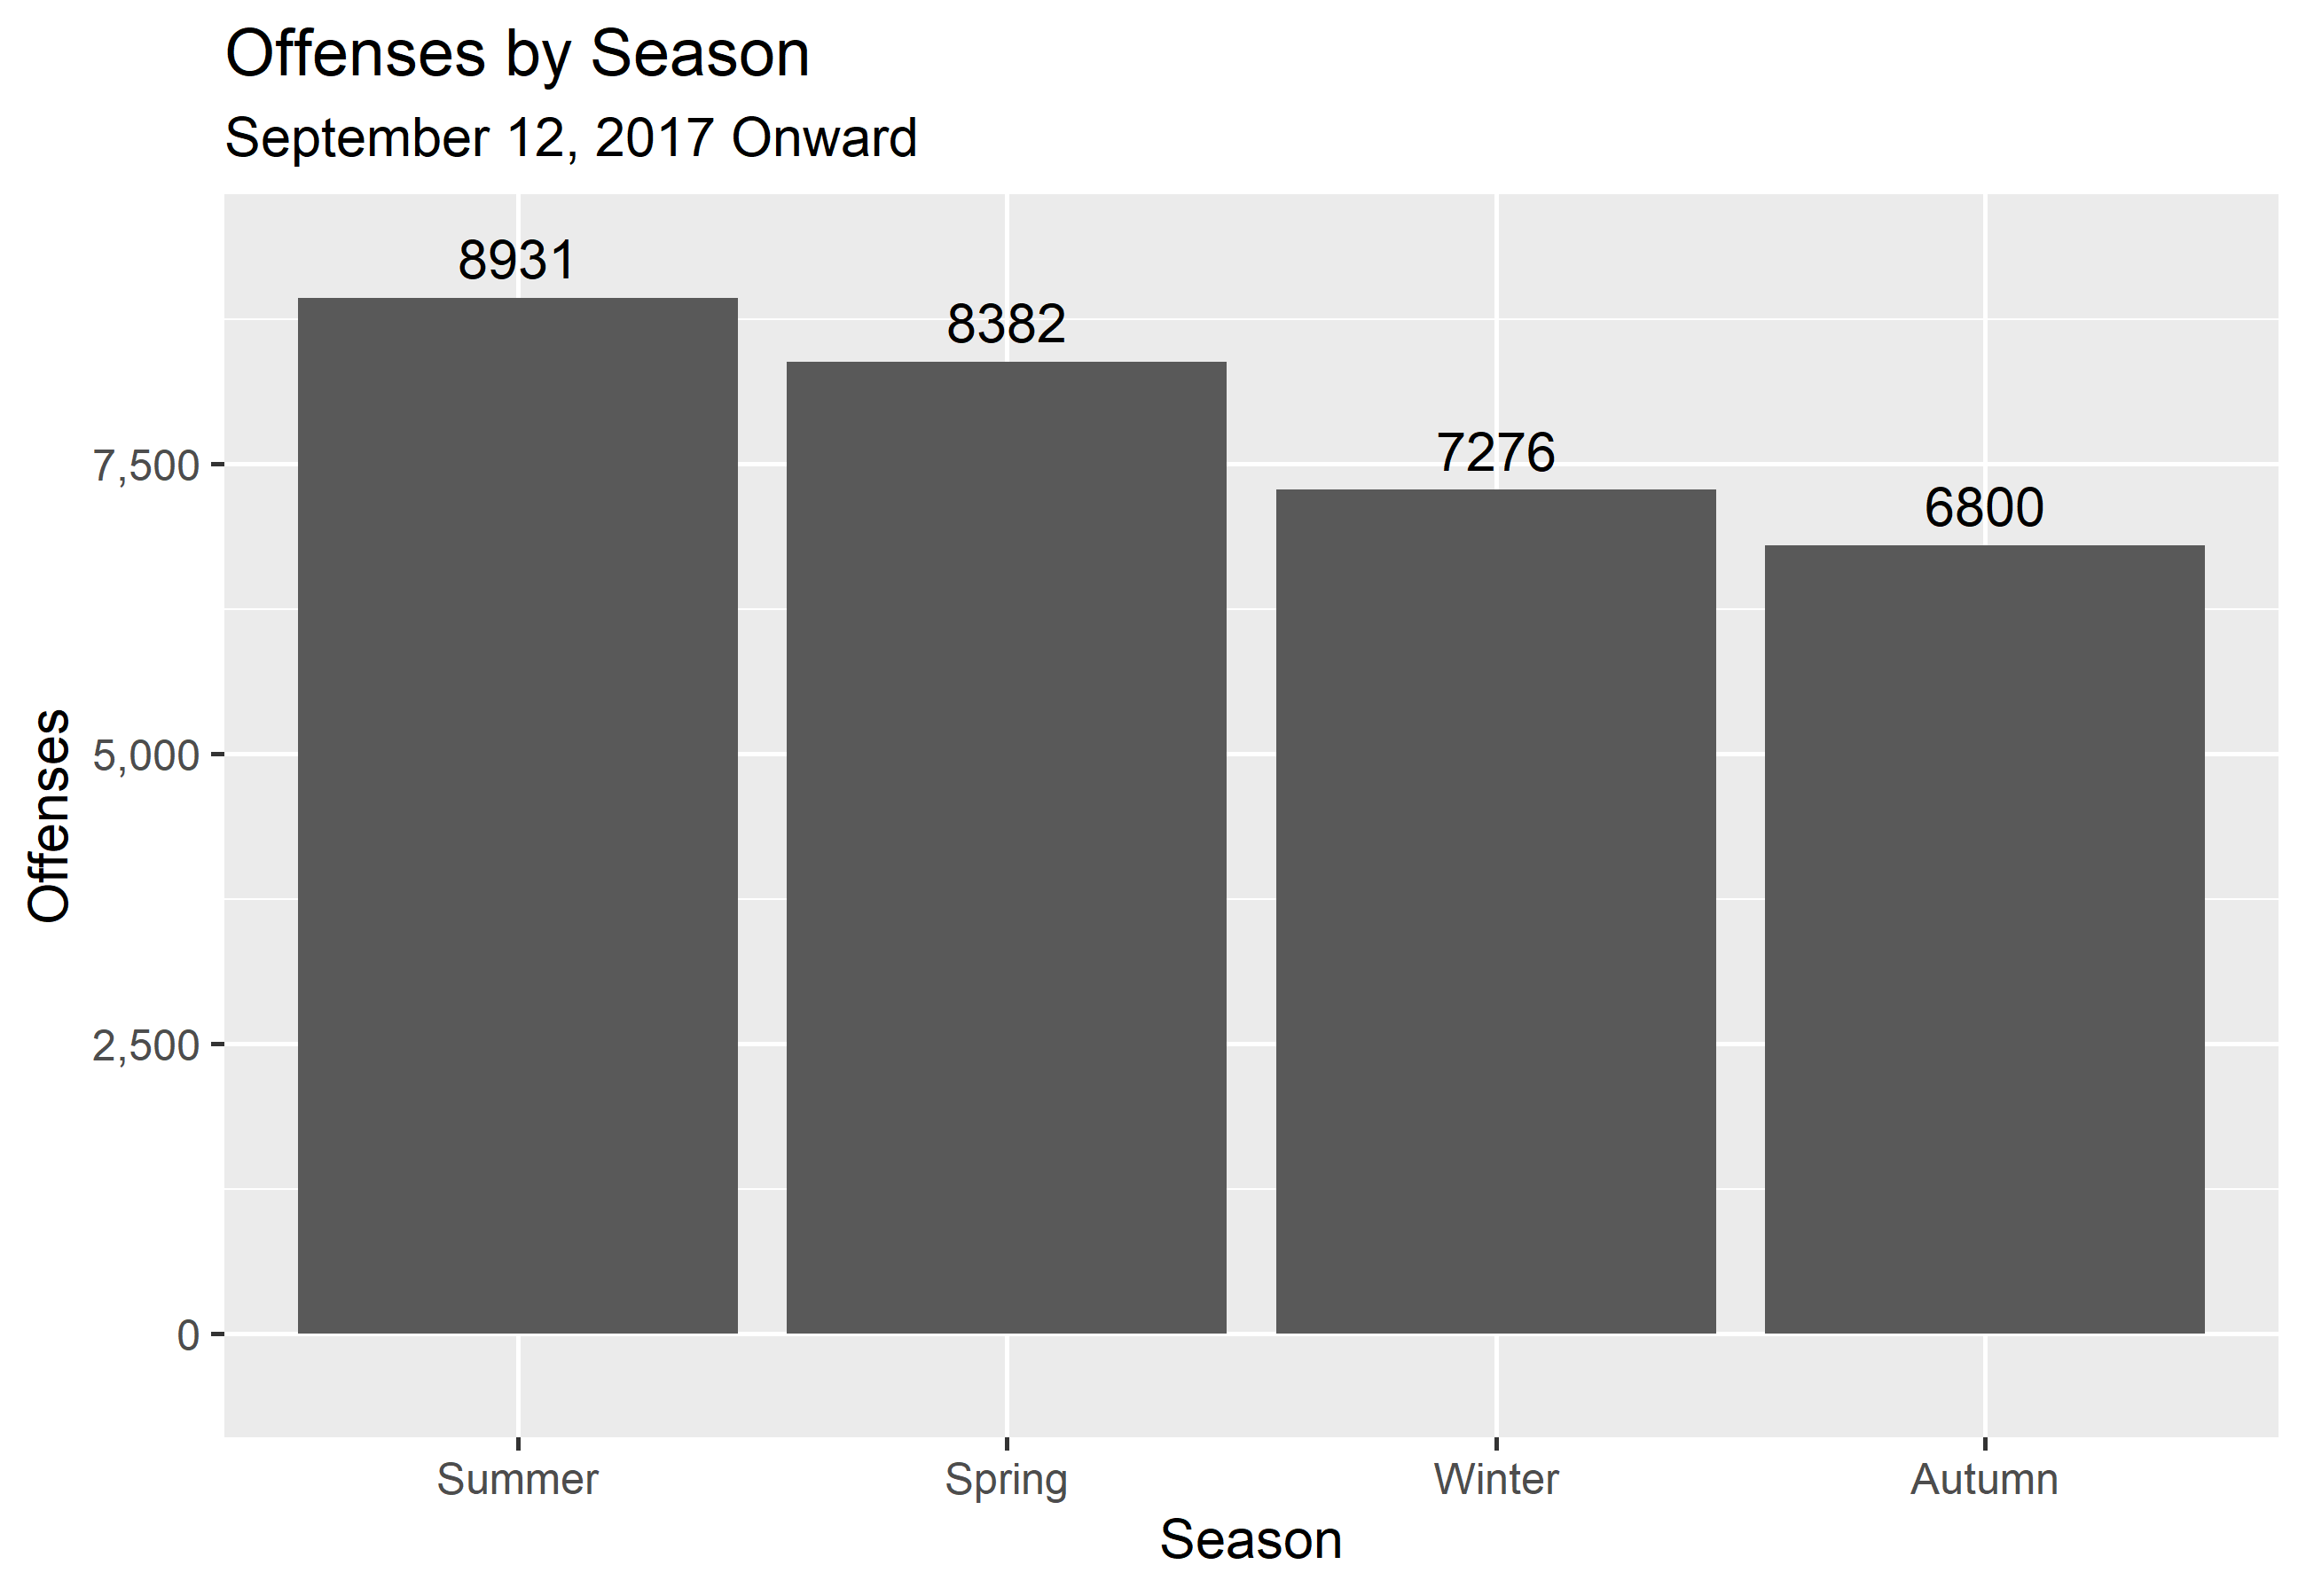 Offenses by Season
September 12, 2017 Onward
8931
8382
7276
6800
7,500
5,000
2,500
0
Offenses
Summer Spring Winter Autumn
Season